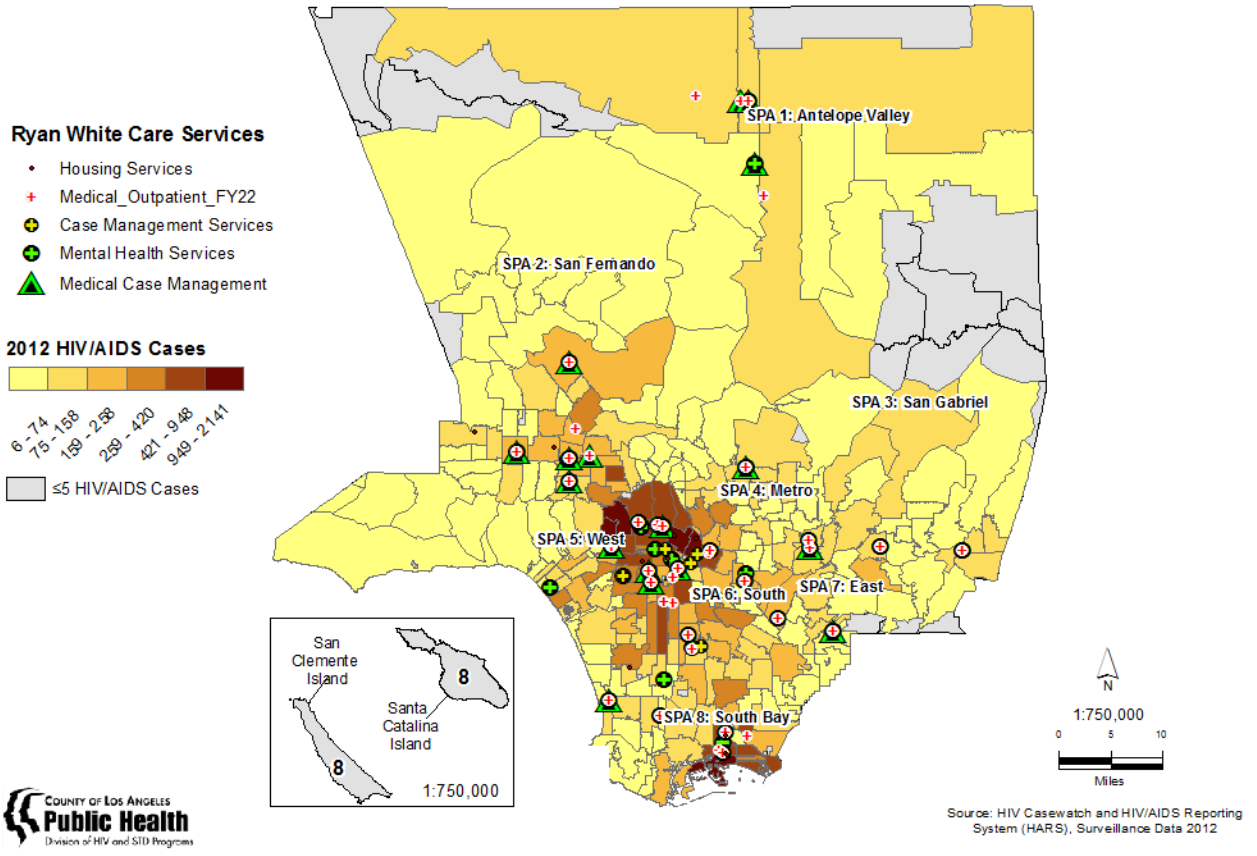 Ryan White Care Services
Housing Services
Medical_Outpatient_FY22
Case Management Services
Mental Health Services
Medical Case Management
2012 HIV/AIDS Cases
6 - 74
75 - 158
159 - 258
259 - 420
421 - 948
949 - 2141
≤5 HIV/AIDS Cases
SPA 1: Antelope Valley
SPA 2: San Fernando
SPA 3: San Gabriel
SPA 4: Metro
SPA 5: West
SPA 7: East
SPA 6: South
SPA 8: South Bay
San
Clemente
Island
8
Santa
Catalina
Island
8
1:750,000
N
1:750,000
0 5 10
Miles
COUNTY OF LOS ANGELES
Public Health
Division of HIV and STD Programs
Source: HIV Casewatch and HIV/AIDS Reporting
System (HARS), Surveillance Data 2012